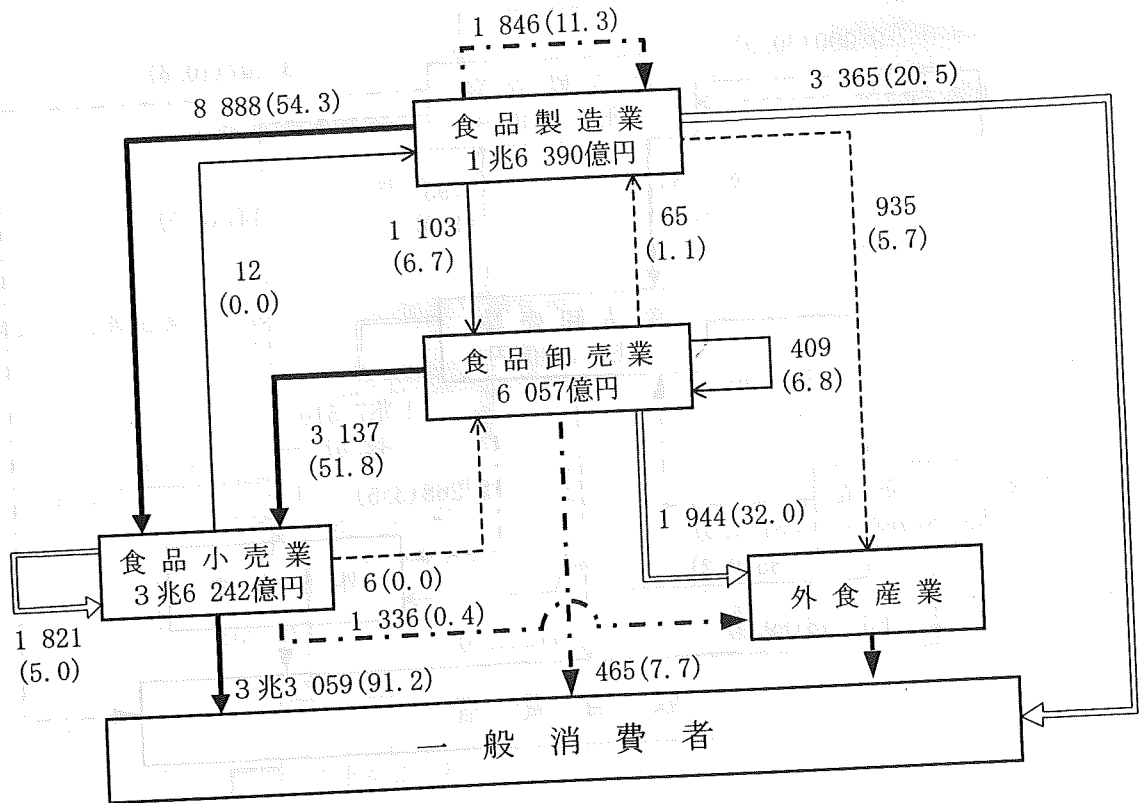 1 846(11.3)
3 365(20.5)
8 888(54.3)
食品製造業
1兆6 390億円
935
(5.7)
65
(1.1)
1 103
(6.7)
12
(0.0)
食品卸売業
6 057億円
409
(6.8)
3 137
(51.8)
1 944(32.0)
食品小売業
3兆6 242億円
6(0.0)
外食産業
1 336(0.4)
1 821
(5.0)
3兆3 059(91.2)
465(7.7)
一般消費者